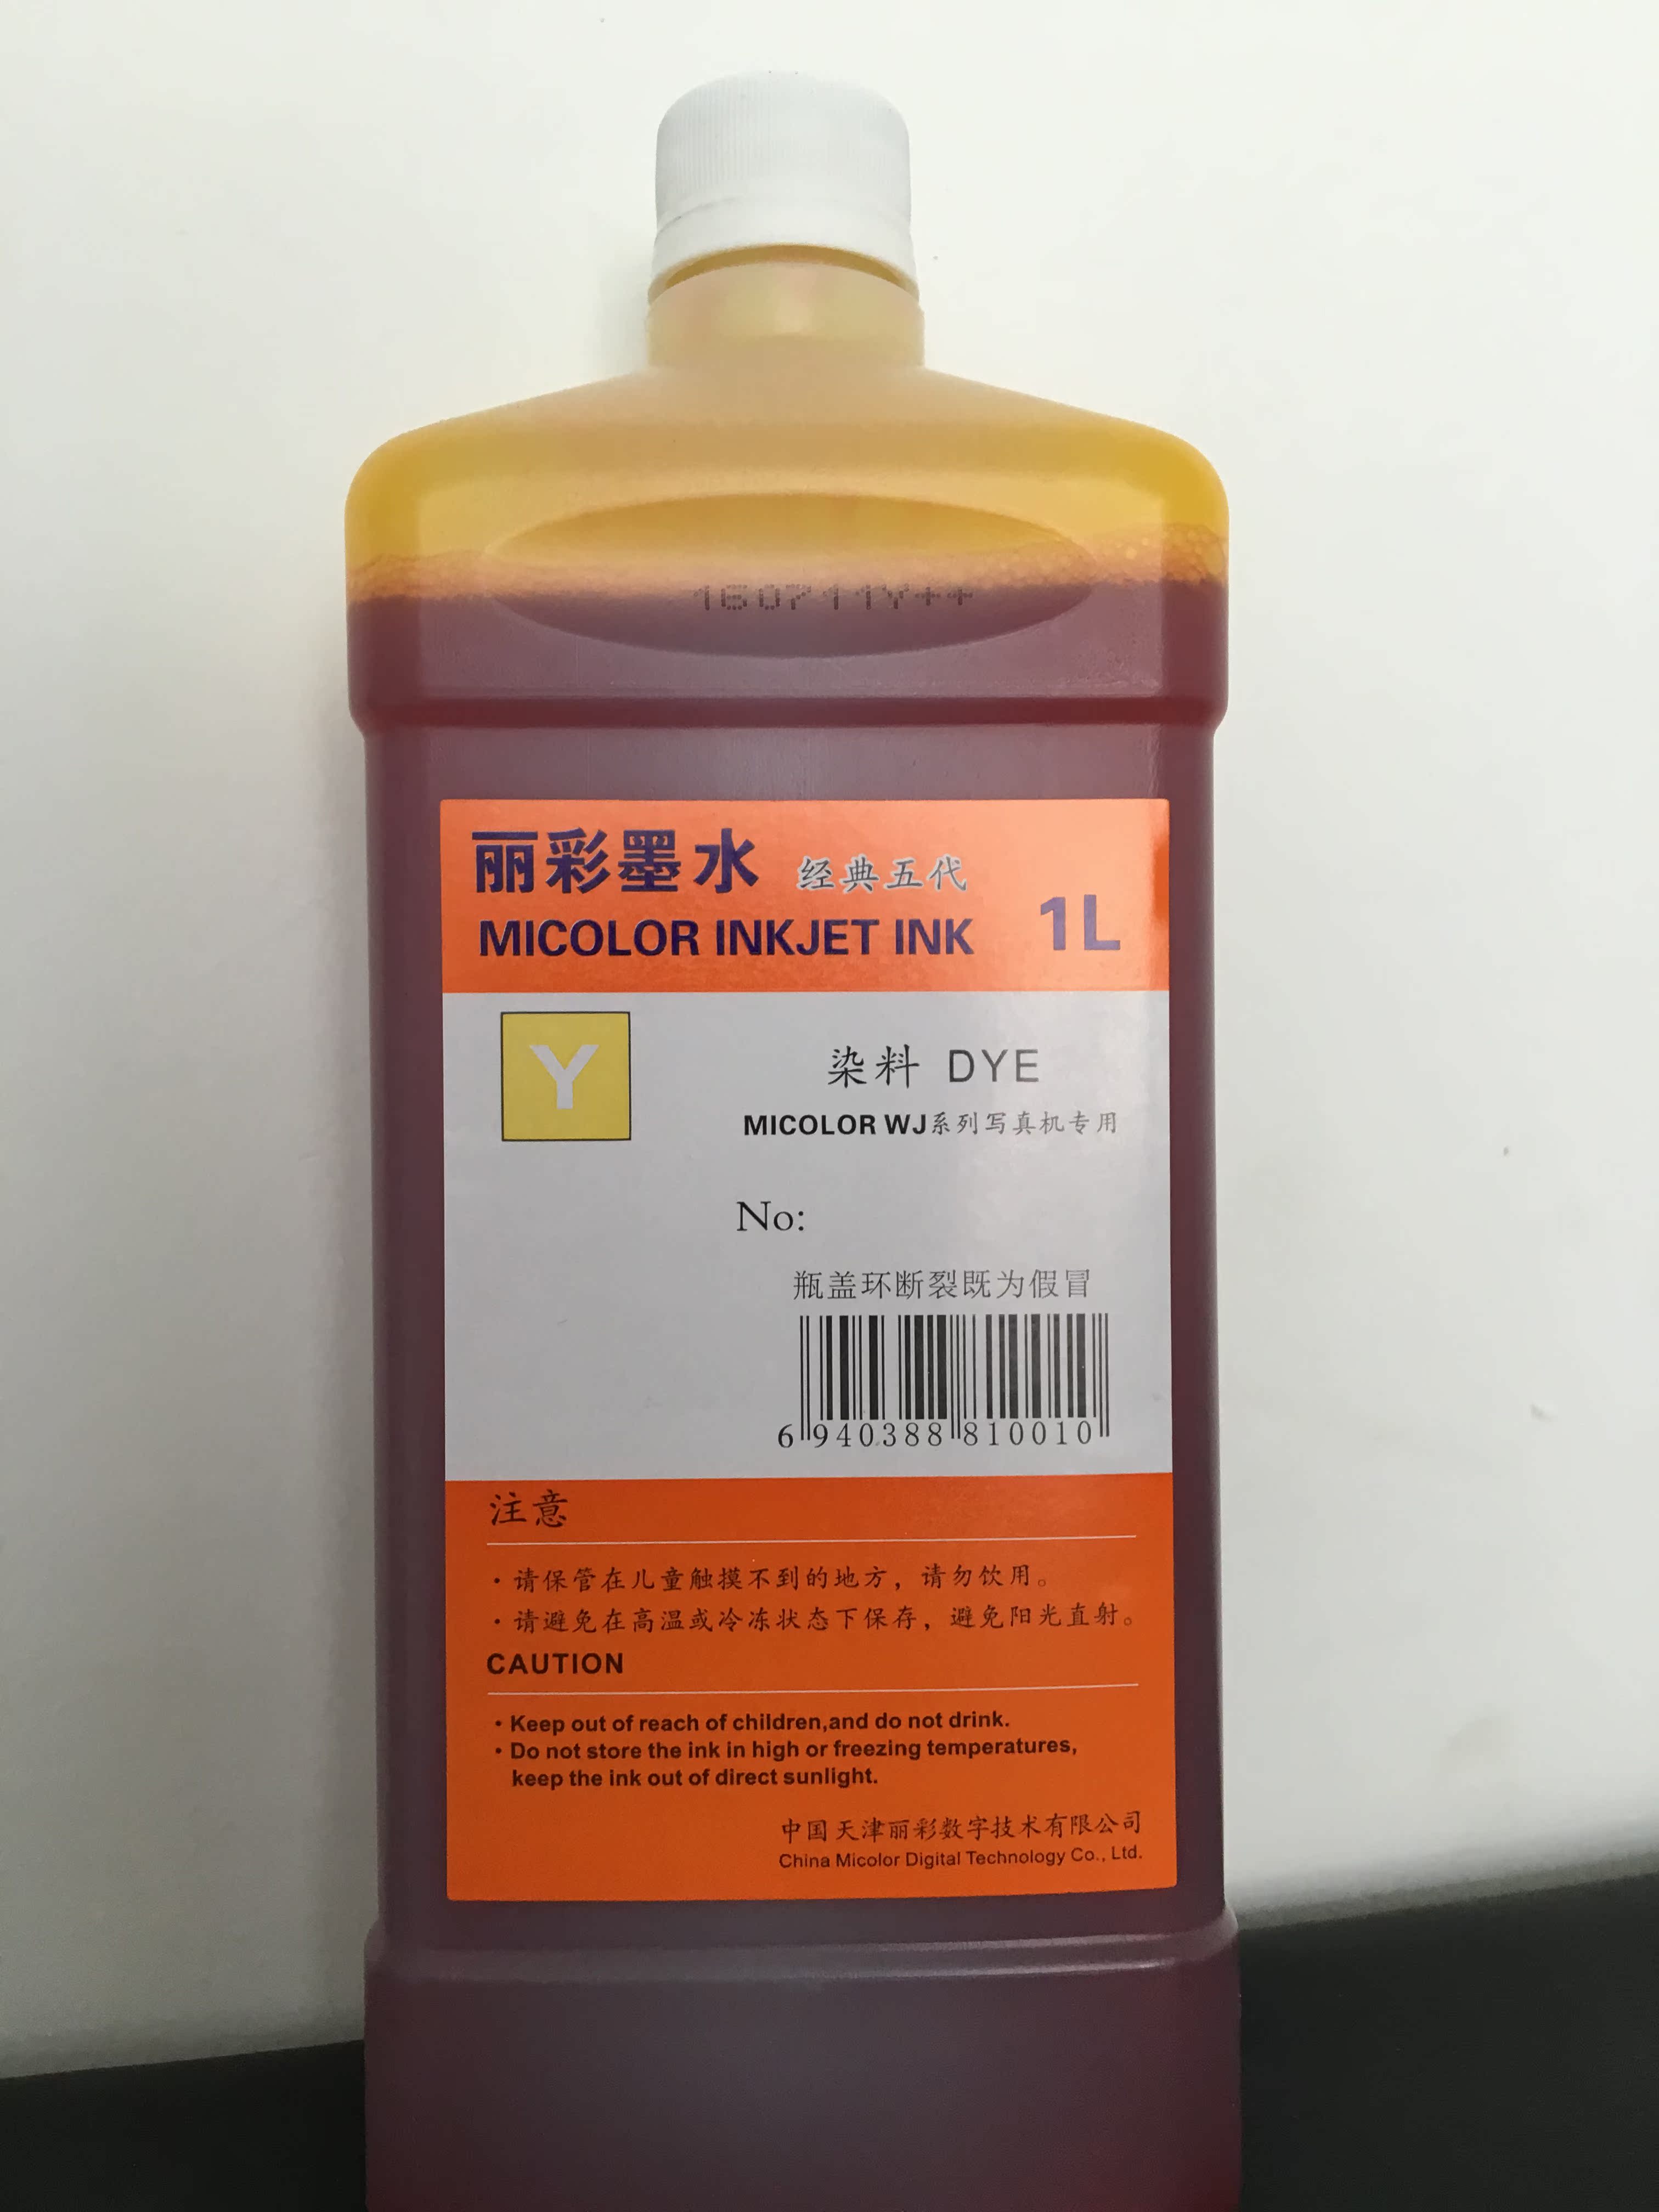 160711Y++
丽彩墨水 经典五代
MICOLOR INKJET INK 1L
Y
染料 DYE
MICOLOR WJ系列写真机专用
No:
瓶盖环断裂既为假冒
6 940388 810010
注意
·请保管在儿童触摸不到的地方，请勿饮用。
·请避免在高温或冷冻状态下保存，避免阳光直射。
CAUTION
·Keep out of reach of children,and do not drink.
·Do not store the ink in high or freezing temperatures,
keep the ink out of direct sunlight.
中国天津丽彩数字技术有限公司
China Micolor Digital Technology Co., Ltd.